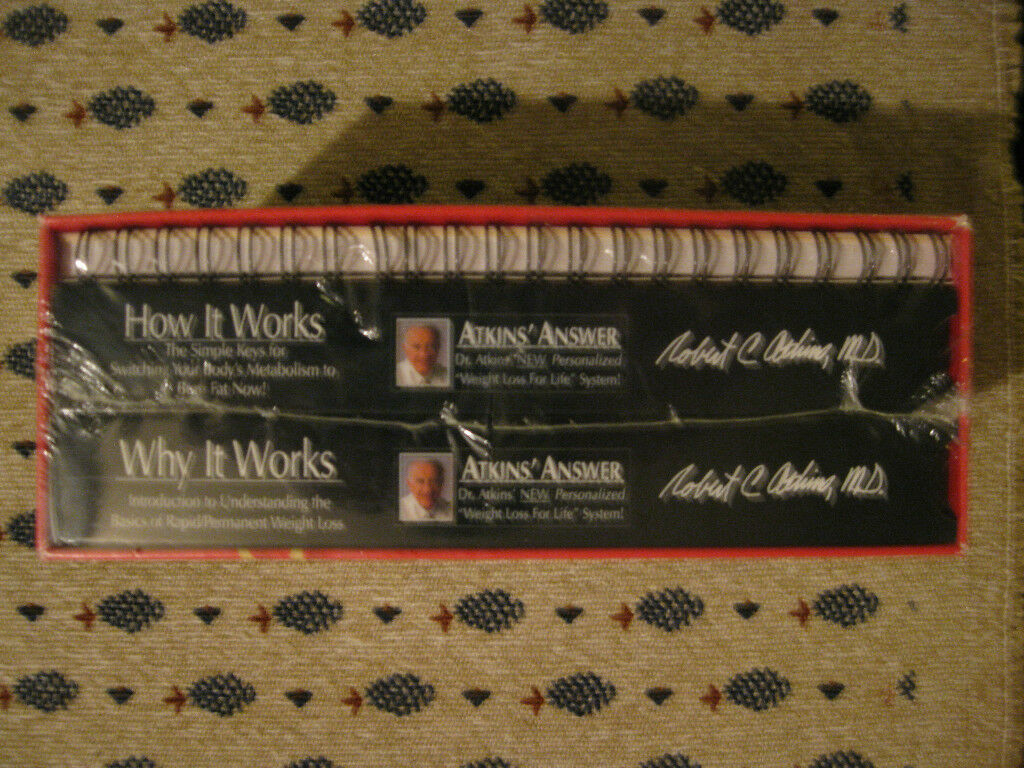 How It Works
The Simple Keys for
Switching Your Body's Metabolism to
Burn Fat Now!
ATKINS' ANSWER
Dr. Atkins' NEW Personalized
"Weight Loss For Life" System!
Robert C. Atkins, M.D.
Why It Works
Introduction to Understanding the
Basics of Rapid/Permanent Weight Loss
ATKINS' ANSWER
Dr. Atkins' NEW Personalized
"Weight Loss For Life" System!
Robert C. Atkins, M.D.